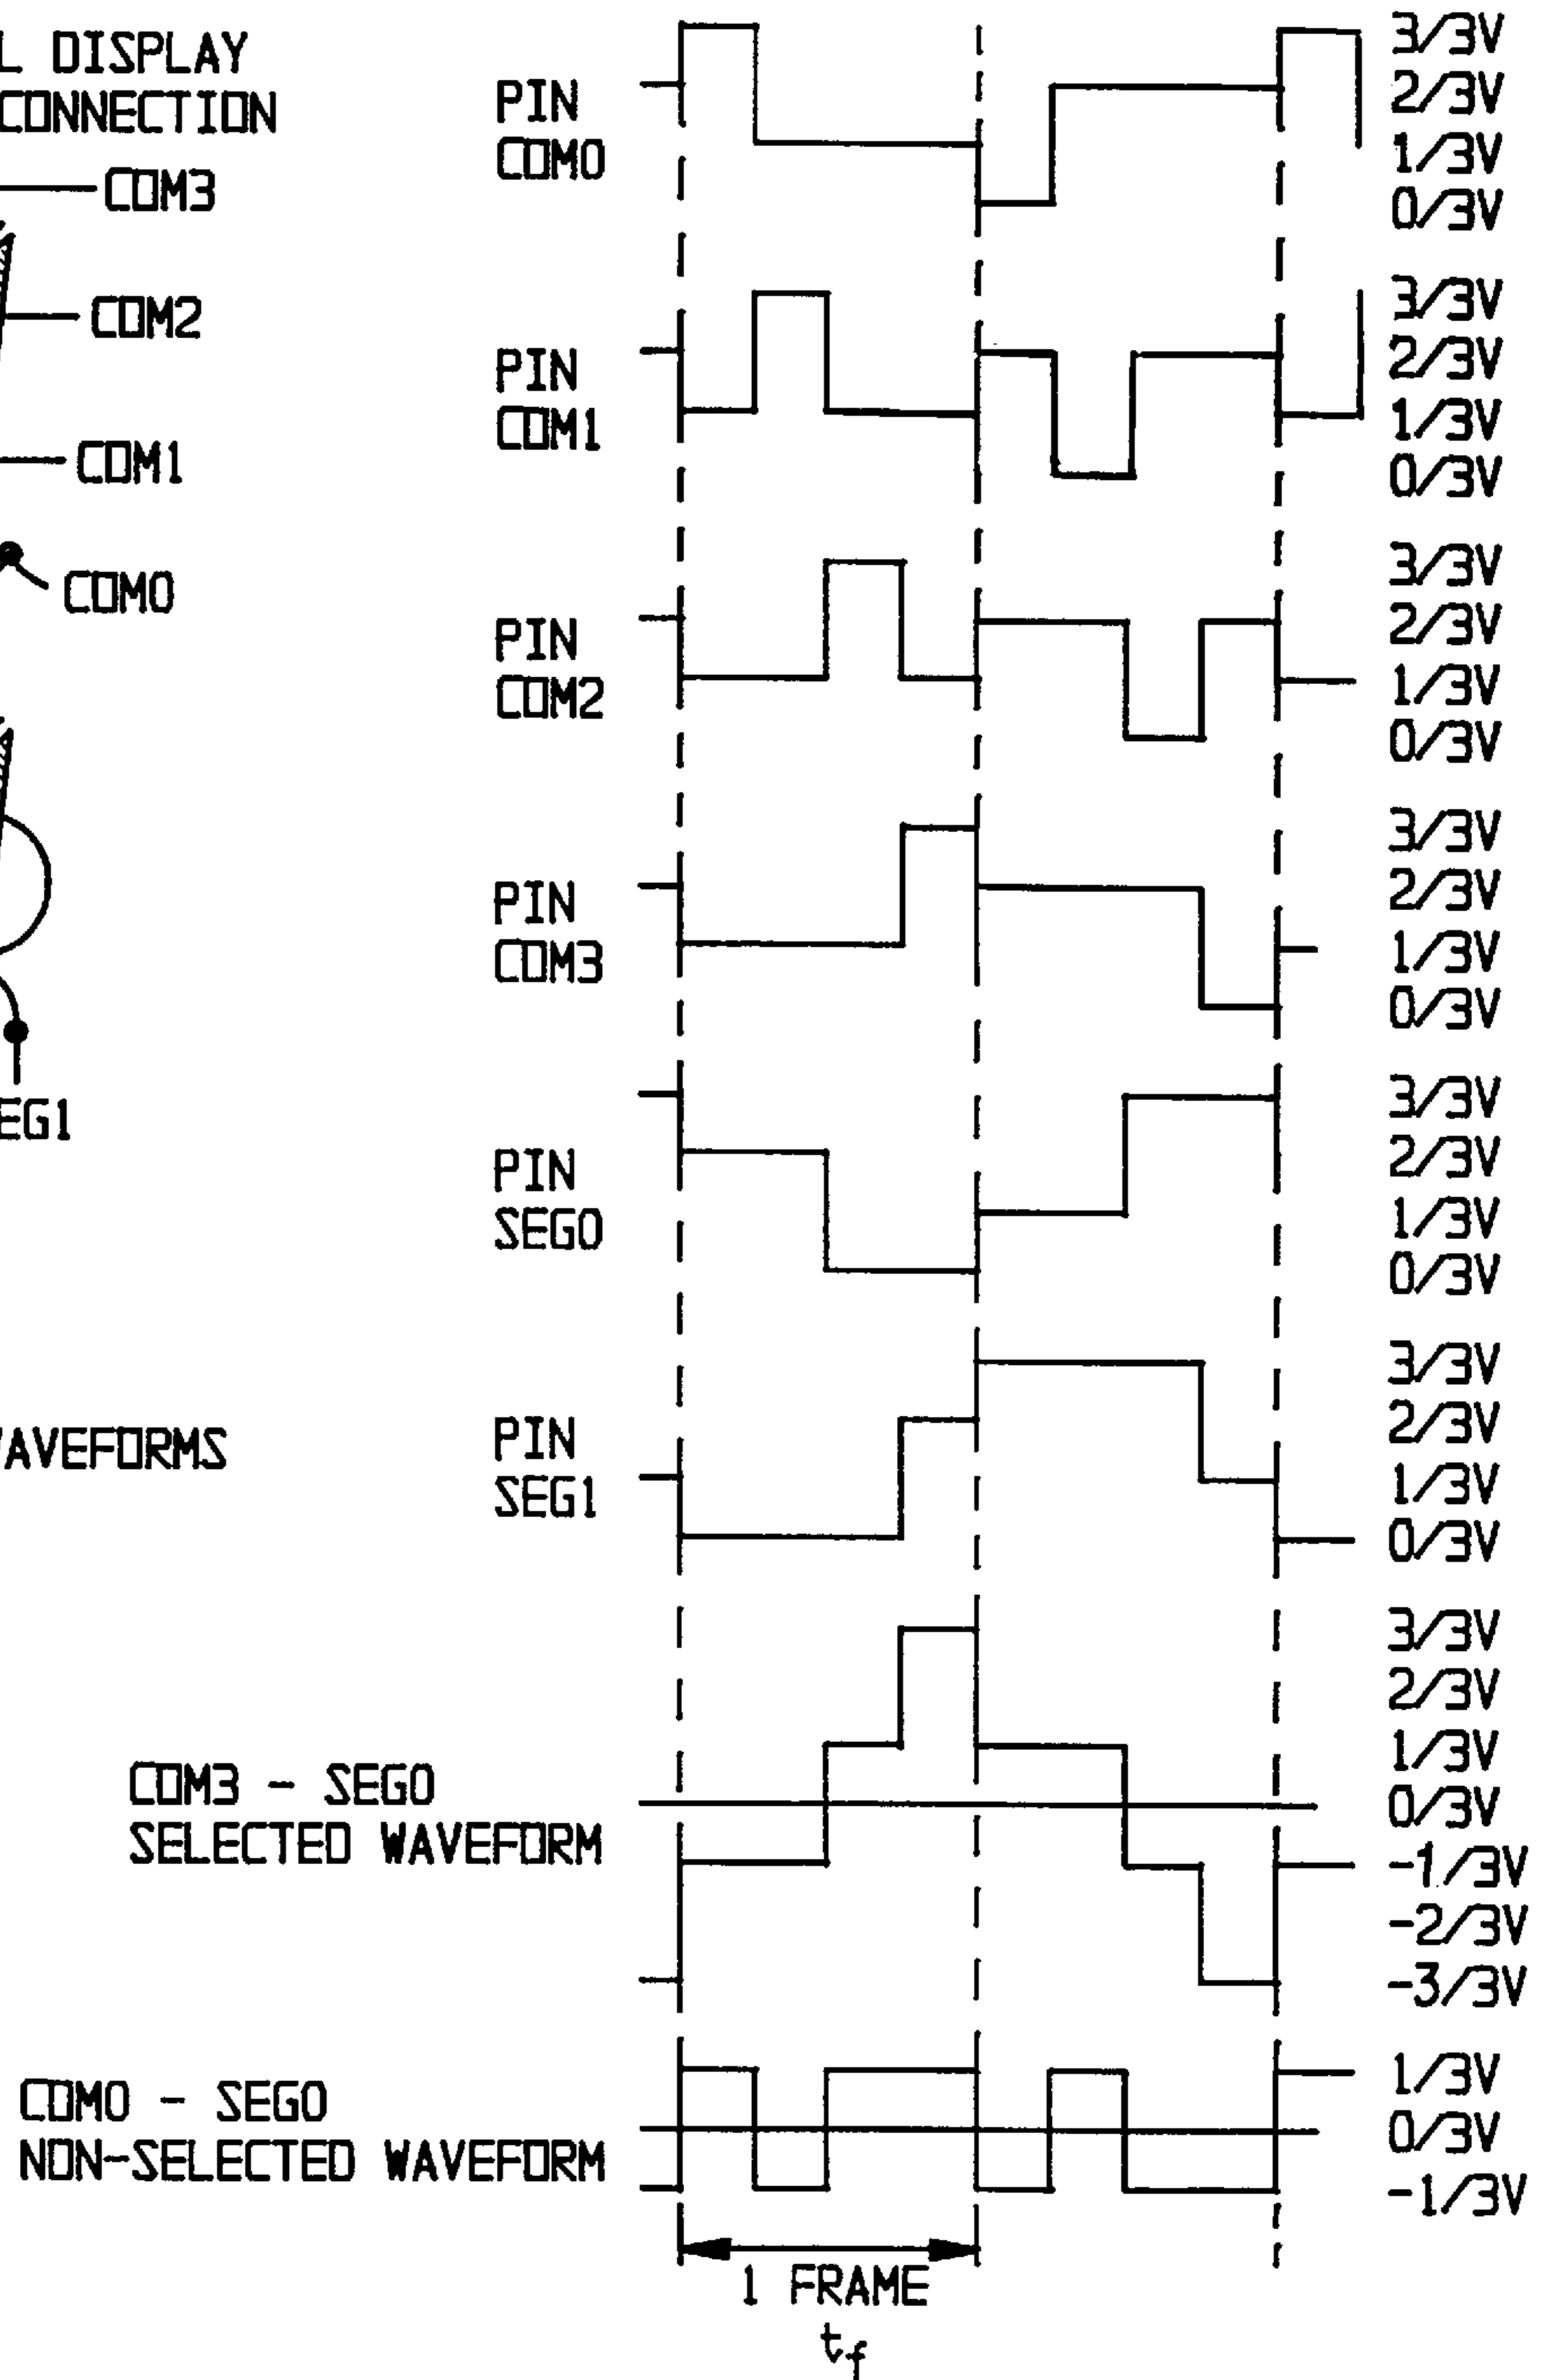 L DISPLAY
CONNECTION
COM3
COM2
COM1
COM0
EG1
WAVEFORMS
PIN
COM0
3/3V
2/3V
1/3V
0/3V
PIN
COM1
3/3V
2/3V
1/3V
0/3V
PIN
COM2
3/3V
2/3V
1/3V
0/3V
PIN
COM3
3/3V
2/3V
1/3V
0/3V
PIN
SEG0
3/3V
2/3V
1/3V
0/3V
PIN
SEG1
3/3V
2/3V
1/3V
0/3V
COM3 - SEG0
SELECTED WAVEFORM
3/3V
2/3V
1/3V
0/3V
-1/3V
-2/3V
-3/3V
COM0 - SEG0
NON-SELECTED WAVEFORM
1/3V
0/3V
-1/3V
1 FRAME
tf